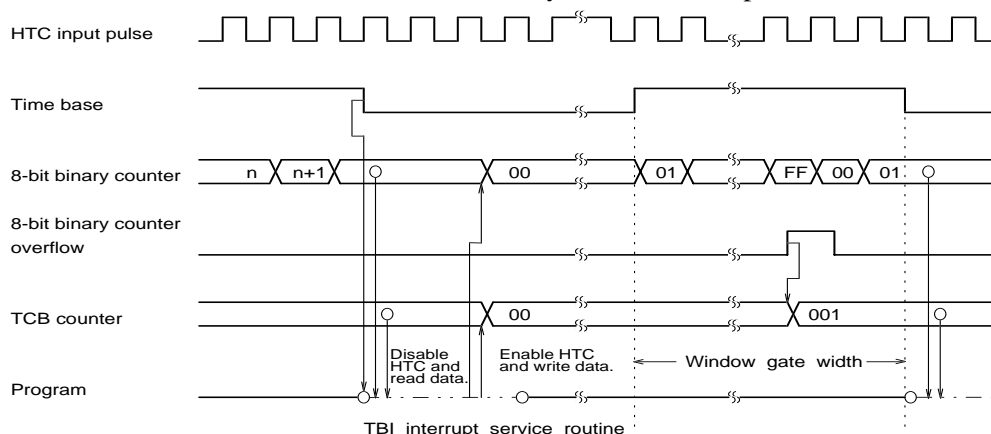 HTC input pulse
Time base
8-bit binary counter
n n+1 00 01 FF 00 01
8-bit binary counter
overflow
TCB counter
00 001
Disable
HTC and
read data.
Enable HTC
and write data.
Window gate width
Program
TBI interrupt service routine